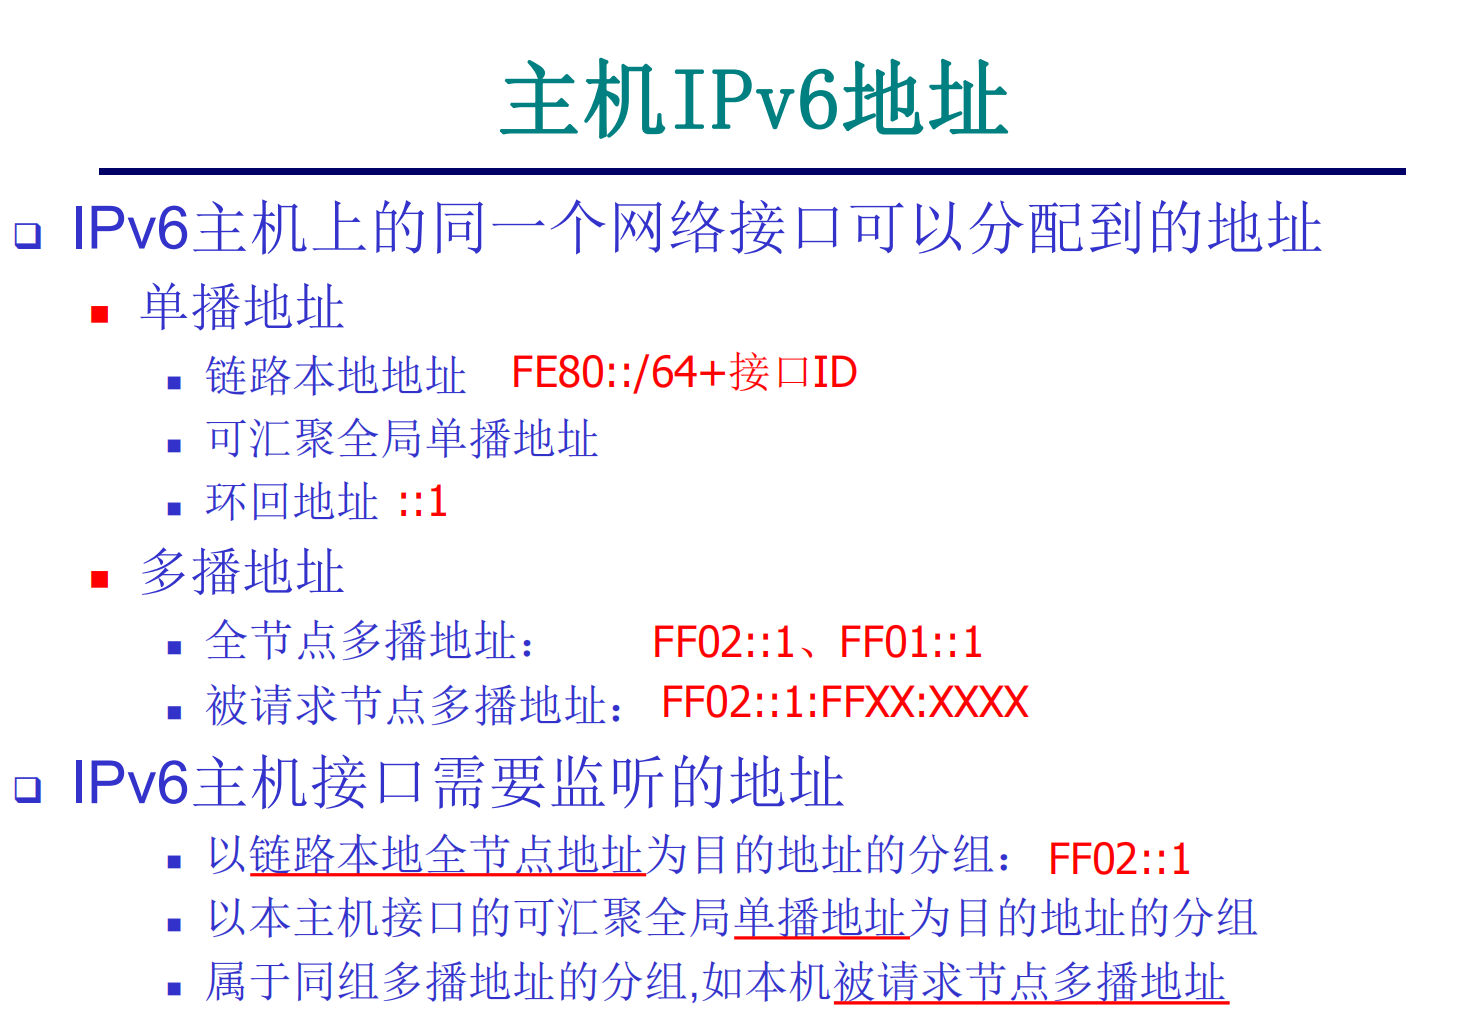 主机IPv6地址
IPv6主机上的同一个网络接口可以分配到的地址
单播地址
链路本地地址 FE80::/64+接口ID
可汇聚全局单播地址
环回地址 ::1
多播地址
全节点多播地址： FF02::1、FF01::1
被请求节点多播地址： FF02::1:FFXX:XXXX
IPv6主机接口需要监听的地址
以链路本地全节点地址为目的地址的分组： FF02::1
以本主机接口的可汇聚全局单播地址为目的地址的分组
属于同组多播地址的分组,如本机被请求节点多播地址